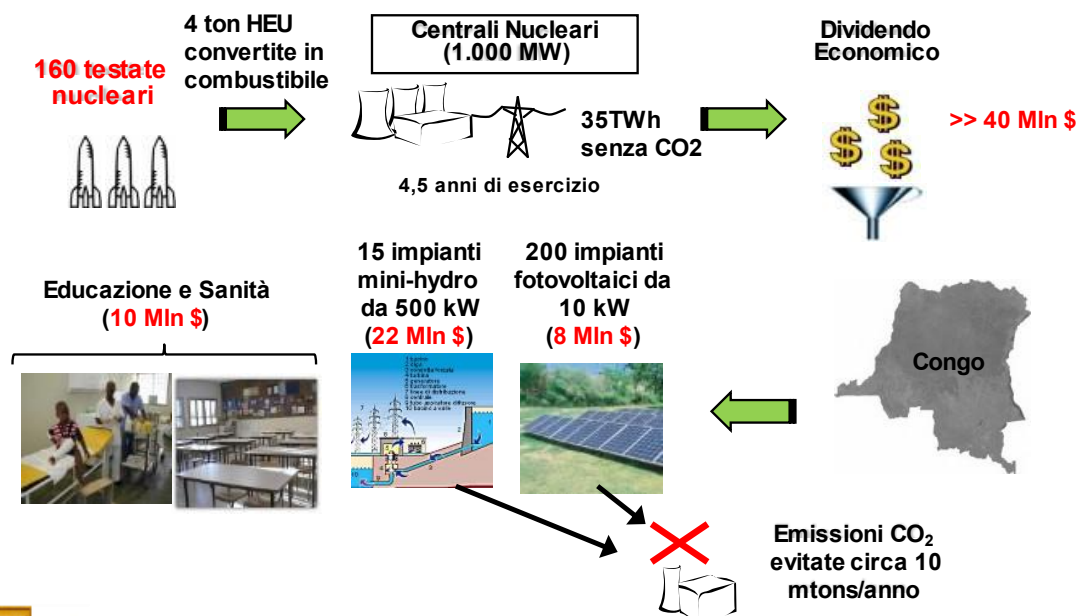 4 ton HEU
convertite in
combustibile
160 testate
nucleari
Centrali Nucleari
(1.000 MW)
35TWh
senza CO2
4,5 anni di esercizio
Dividendo
Economico
>> 40 Mln $
Educazione e Sanità
(10 Mln $)
15 impianti
mini-hydro
da 500 kW
(22 Mln $)
200 impianti
fotovoltaici da
10 kW
(8 Mln $)
Congo
Emissioni CO₂
evitate circa 10
mtons/anno